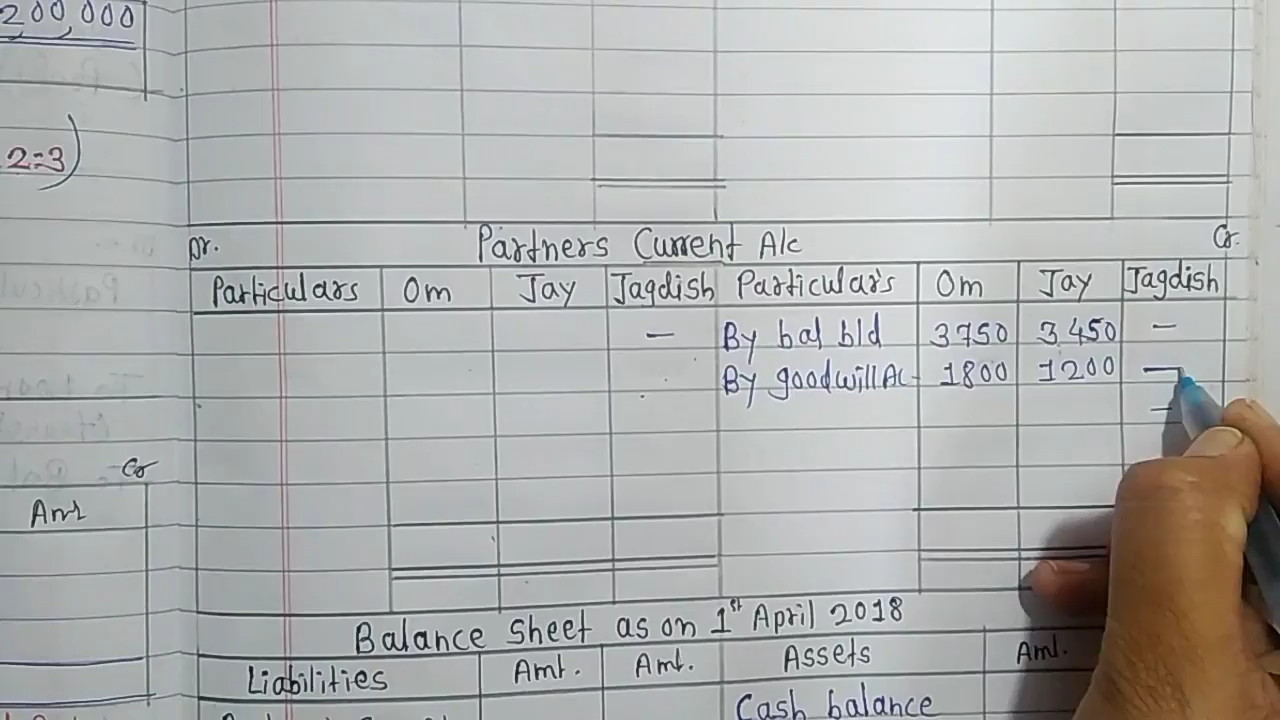 200,000
2:3)
Dr. Partners Current A/c Cr.
Particulars Om Jay Jagdish Particular's Om Jay Jagdish
— By bal b/d 3750 3450 —
By goodwill A/c 1800 1200 —
Cr
Amt
Balance Sheet as on 1st April 2018
Liabilities Amt. Amt. Assets Amt.
Cash balance